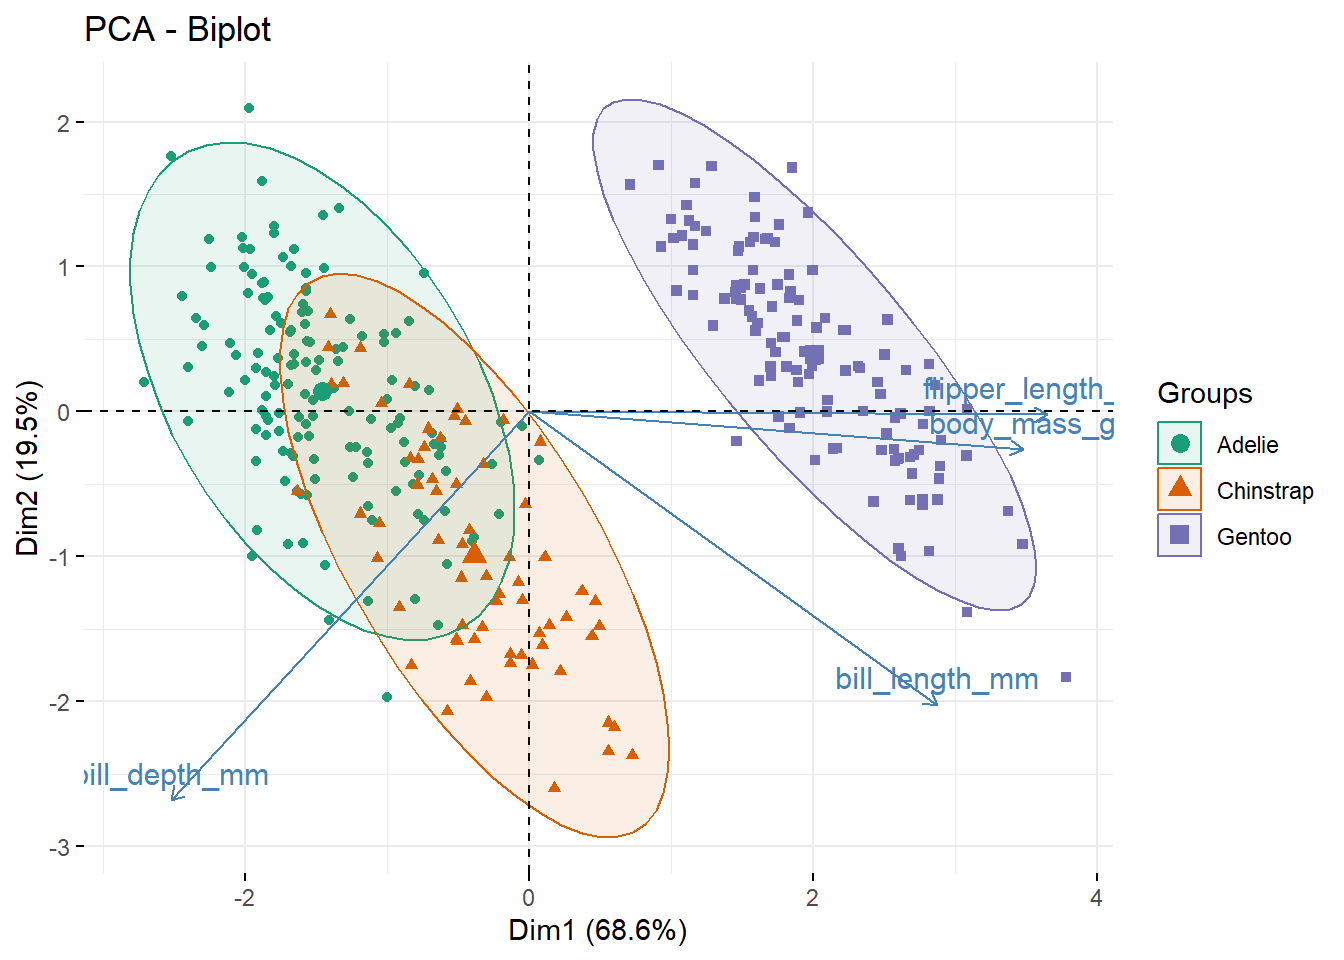 PCA - Biplot
2
1
0
-1
-2
-3
Dim2 (19.5%)
flipper_length_
body_mass_g
bill_length_mm
bill_depth_mm
-2
0
2
4
Dim1 (68.6%)
Groups
Adelie
Chinstrap
Gentoo